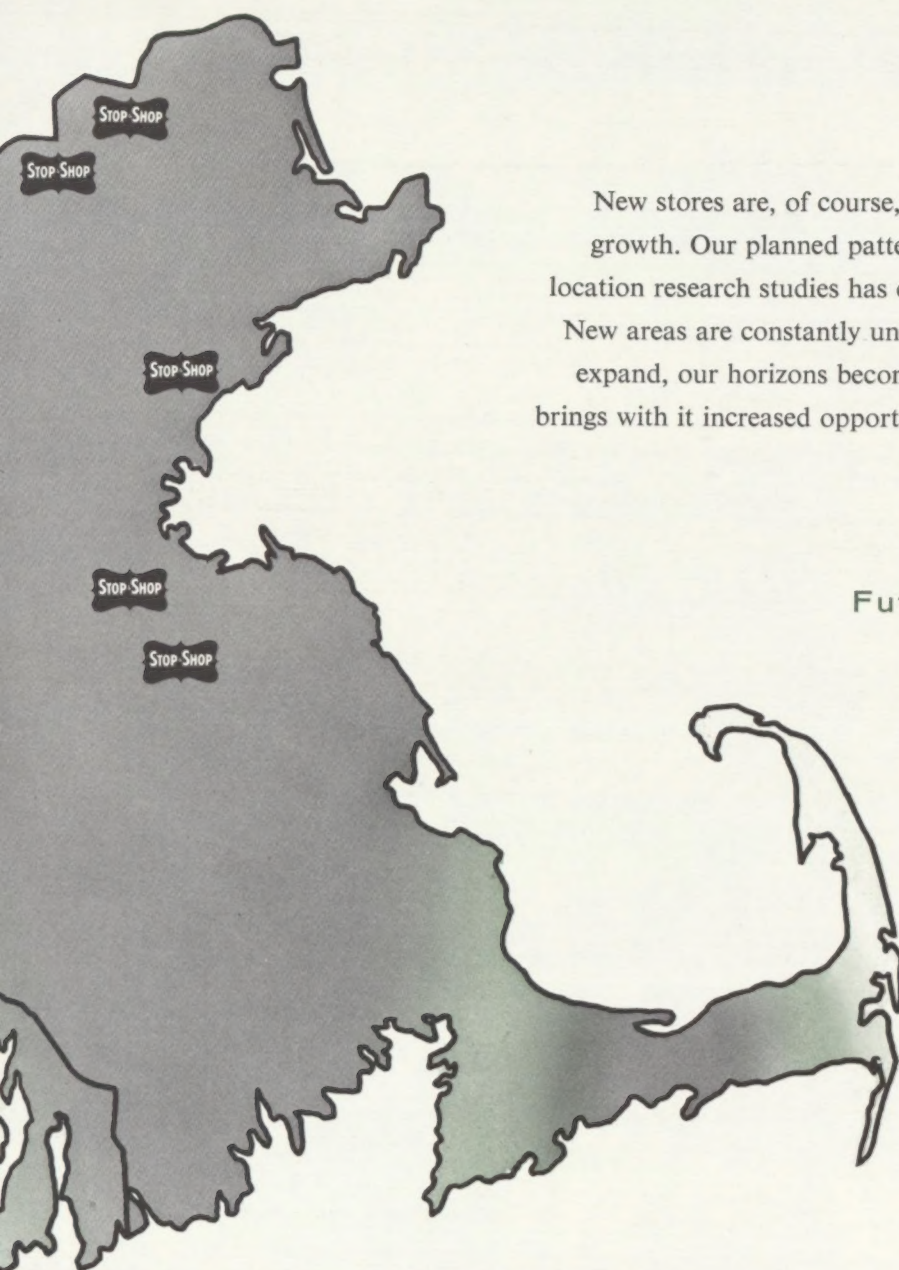 STOP·SHOP
STOP·SHOP
New stores are, of course,
growth. Our planned patte
location research studies has
New areas are constantly un
expand, our horizons becom
brings with it increased opport
STOP·SHOP
STOP·SHOP
Fu
STOP·SHOP